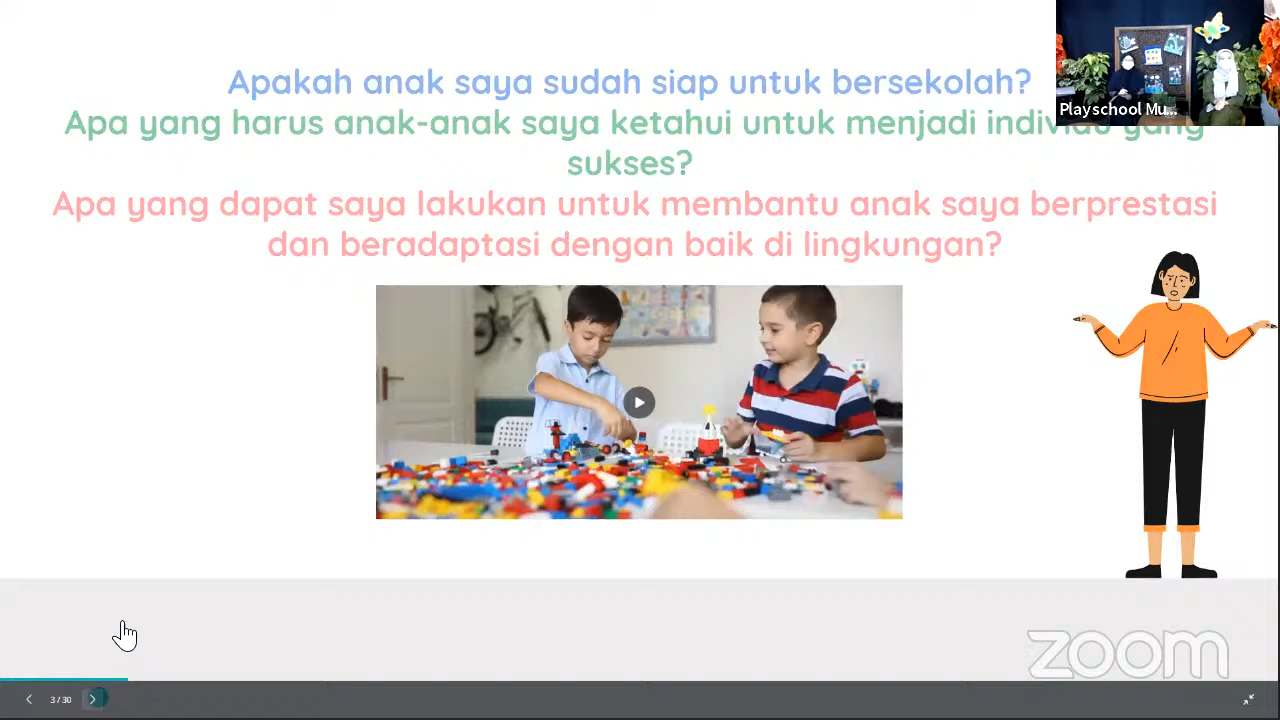 Apakah anak saya sudah siap untuk bersekolah?
Apa yang harus anak-anak saya ketahui untuk menjadi individu yang
sukses?
Apa yang dapat saya lakukan untuk membantu anak saya berprestasi
dan beradaptasi dengan baik di lingkungan?
Playschool Mu...
zoom
3 / 30